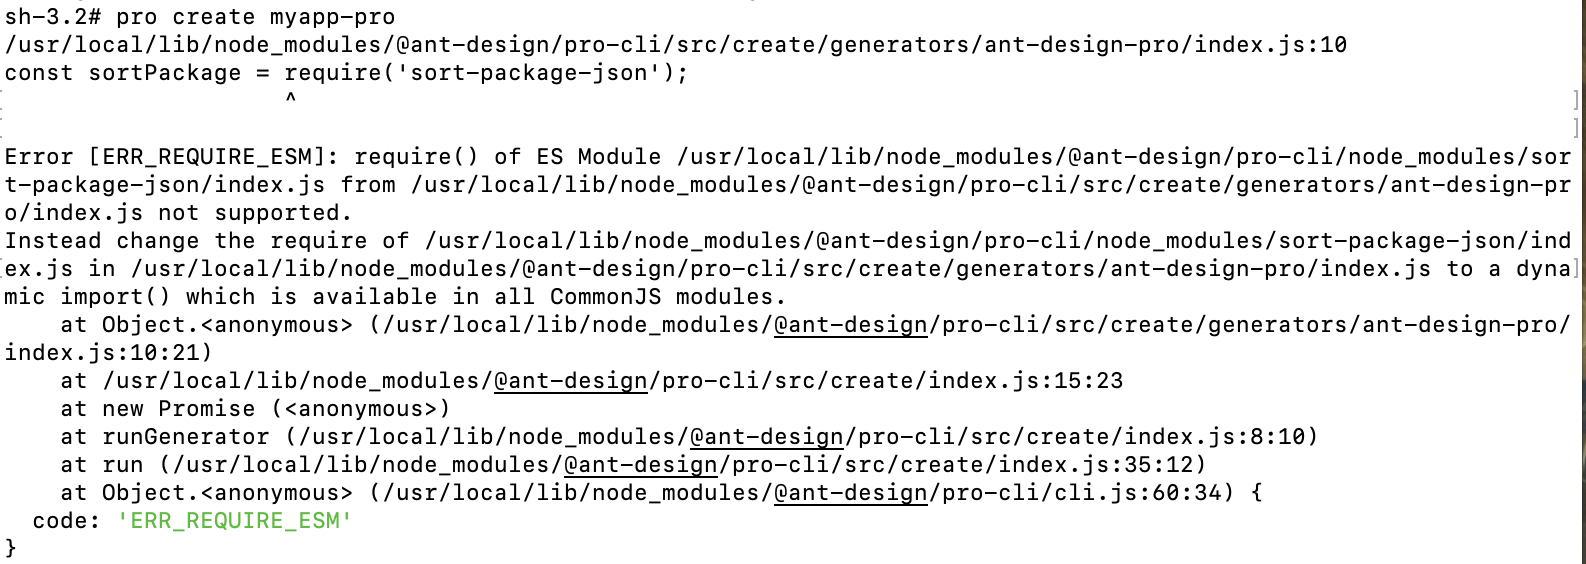 sh-3.2# pro create myapp-pro
/usr/local/lib/node_modules/@ant-design/pro-cli/src/create/generators/ant-design-pro/index.js:10
const sortPackage = require('sort-package-json');
                    ^
Error [ERR_REQUIRE_ESM]: require() of ES Module /usr/local/lib/node_modules/@ant-design/pro-cli/node_modules/sor
t-package-json/index.js from /usr/local/lib/node_modules/@ant-design/pro-cli/src/create/generators/ant-design-pr
o/index.js not supported.
Instead change the require of /usr/local/lib/node_modules/@ant-design/pro-cli/node_modules/sort-package-json/ind
ex.js in /usr/local/lib/node_modules/@ant-design/pro-cli/src/create/generators/ant-design-pro/index.js to a dyna
mic import() which is available in all CommonJS modules.
    at Object.<anonymous> (/usr/local/lib/node_modules/@ant-design/pro-cli/src/create/generators/ant-design-pro/
index.js:10:21)
    at /usr/local/lib/node_modules/@ant-design/pro-cli/src/create/index.js:15:23
    at new Promise (<anonymous>)
    at runGenerator (/usr/local/lib/node_modules/@ant-design/pro-cli/src/create/index.js:8:10)
    at run (/usr/local/lib/node_modules/@ant-design/pro-cli/src/create/index.js:35:12)
    at Object.<anonymous> (/usr/local/lib/node_modules/@ant-design/pro-cli/cli.js:60:34) {
  code: 'ERR_REQUIRE_ESM'
}